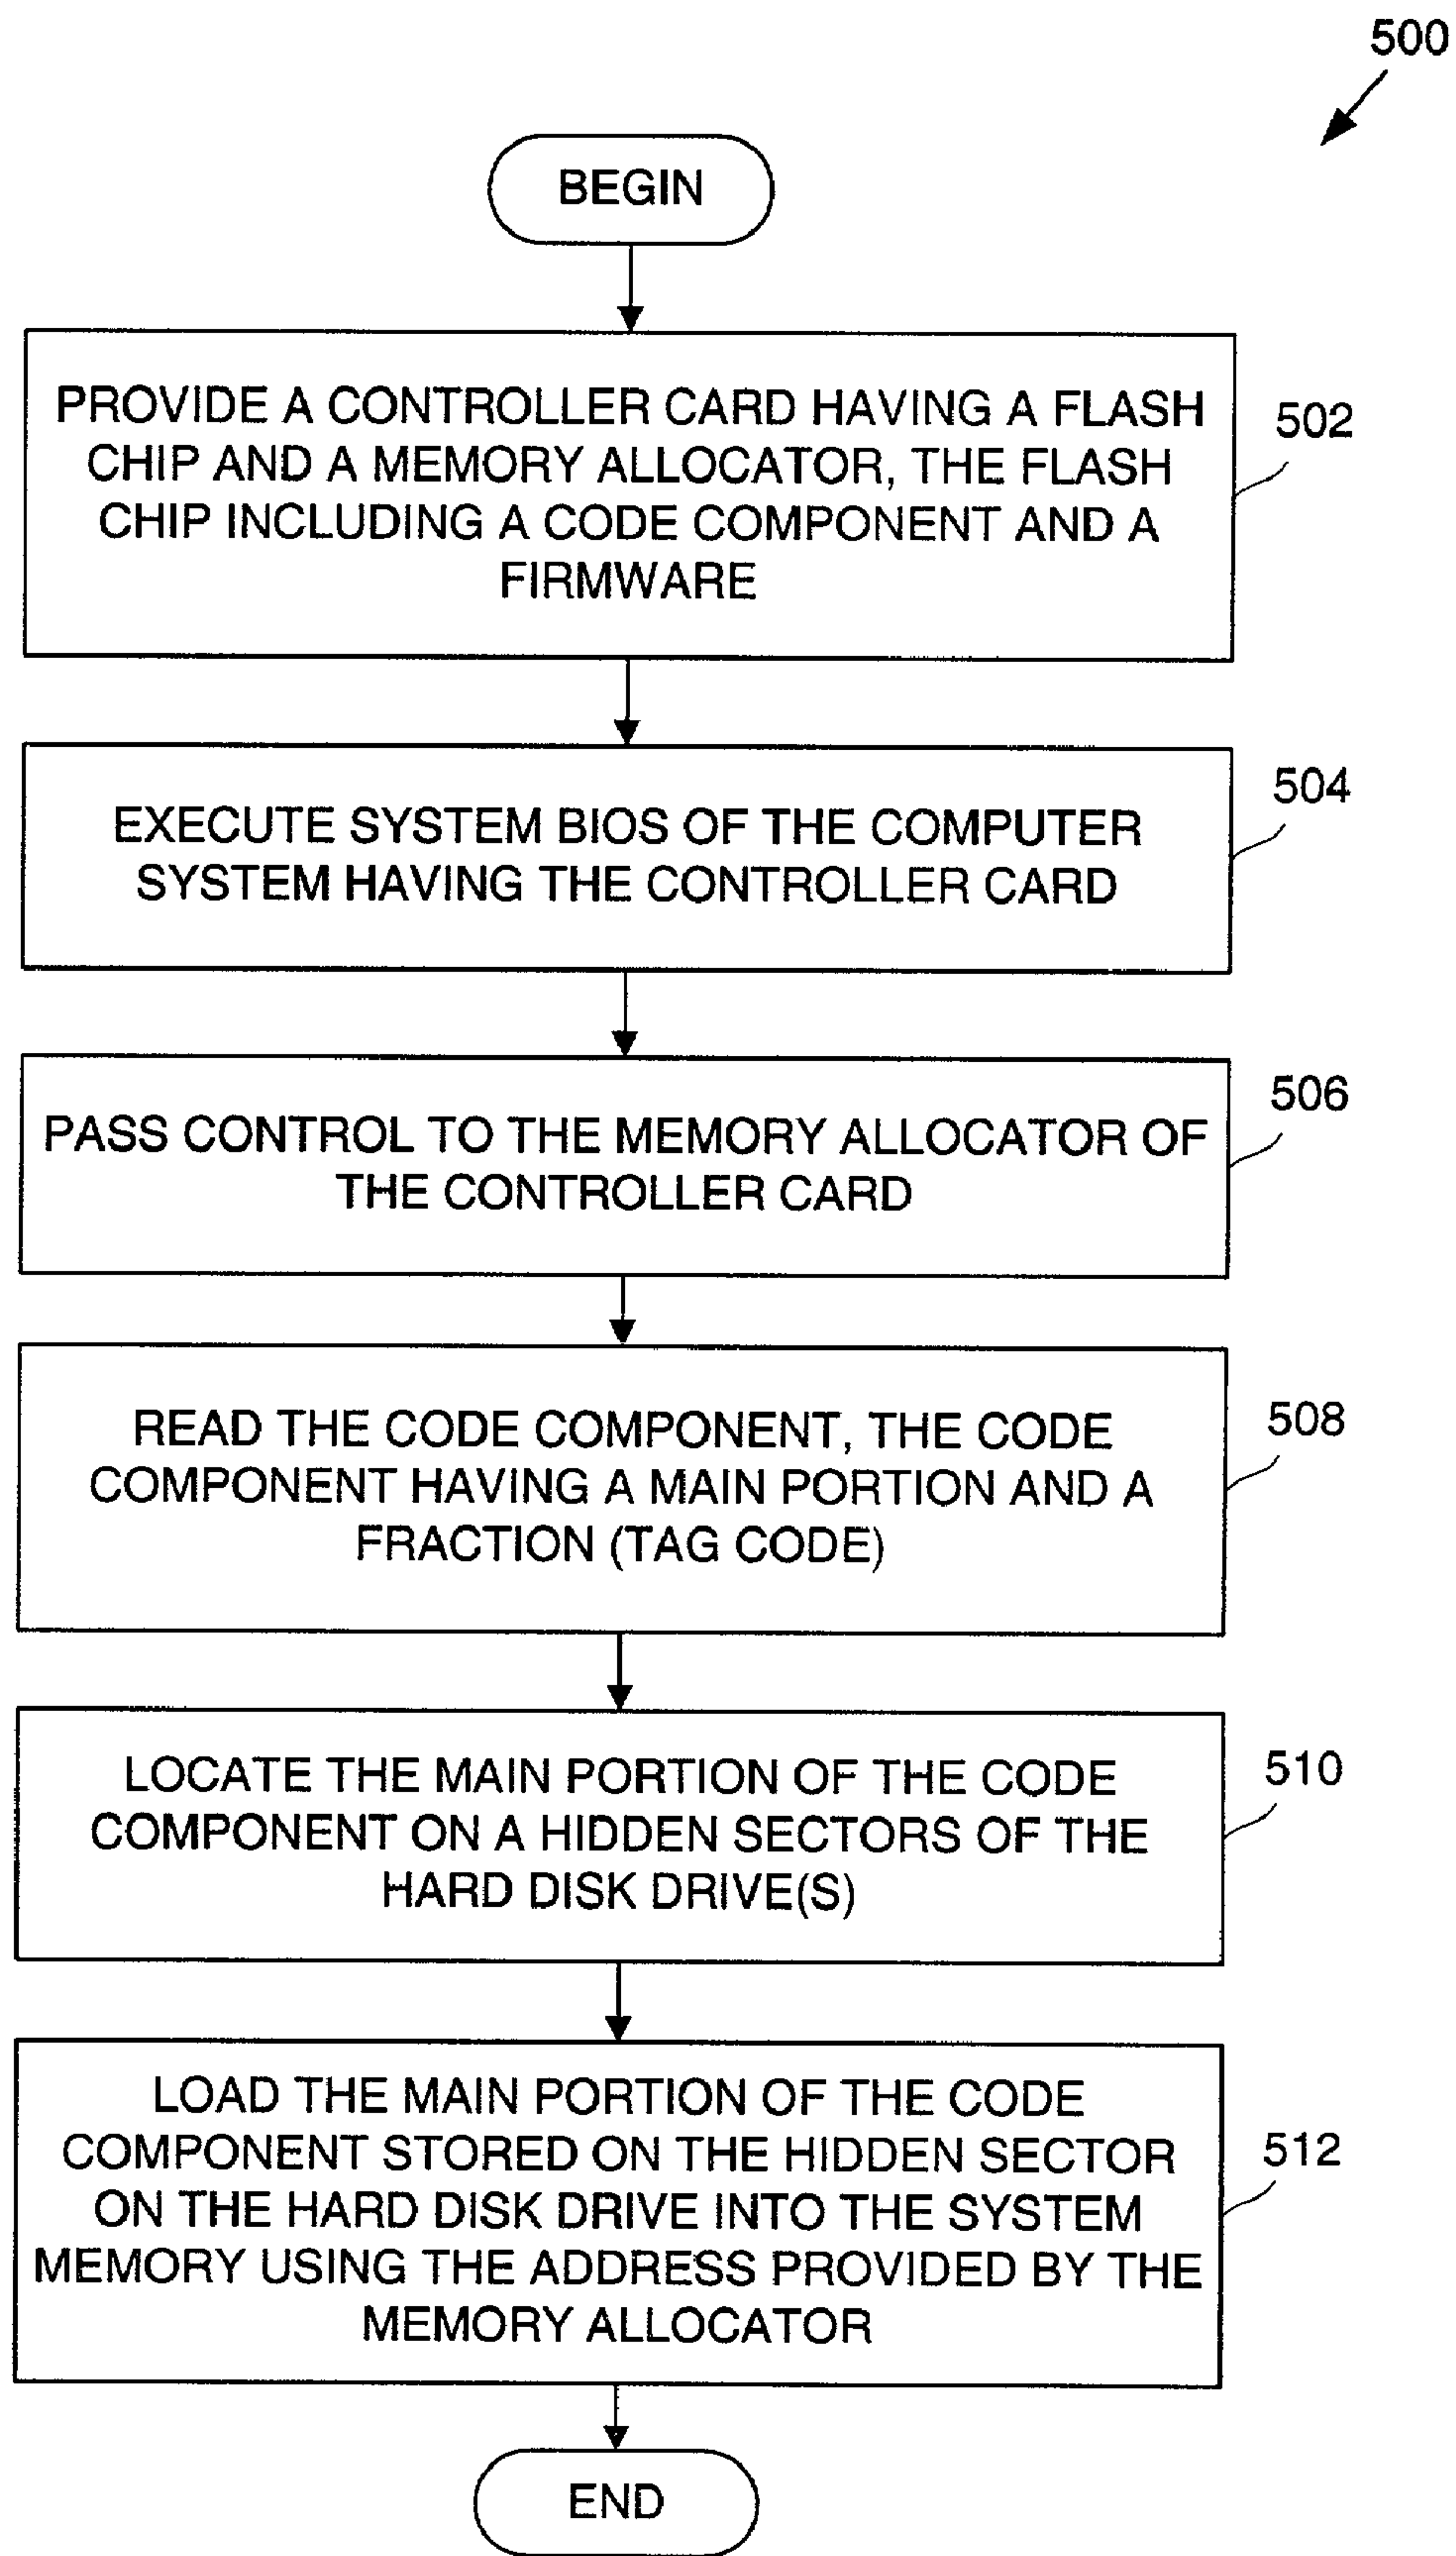 500
BEGIN
PROVIDE A CONTROLLER CARD HAVING A FLASH
CHIP AND A MEMORY ALLOCATOR, THE FLASH
CHIP INCLUDING A CODE COMPONENT AND A
FIRMWARE
502
EXECUTE SYSTEM BIOS OF THE COMPUTER
SYSTEM HAVING THE CONTROLLER CARD
504
PASS CONTROL TO THE MEMORY ALLOCATOR OF
THE CONTROLLER CARD
506
READ THE CODE COMPONENT, THE CODE
COMPONENT HAVING A MAIN PORTION AND A
FRACTION (TAG CODE)
508
LOCATE THE MAIN PORTION OF THE CODE
COMPONENT ON A HIDDEN SECTORS OF THE
HARD DISK DRIVE(S)
510
LOAD THE MAIN PORTION OF THE CODE
COMPONENT STORED ON THE HIDDEN SECTOR
ON THE HARD DISK DRIVE INTO THE SYSTEM
MEMORY USING THE ADDRESS PROVIDED BY THE
MEMORY ALLOCATOR
512
END